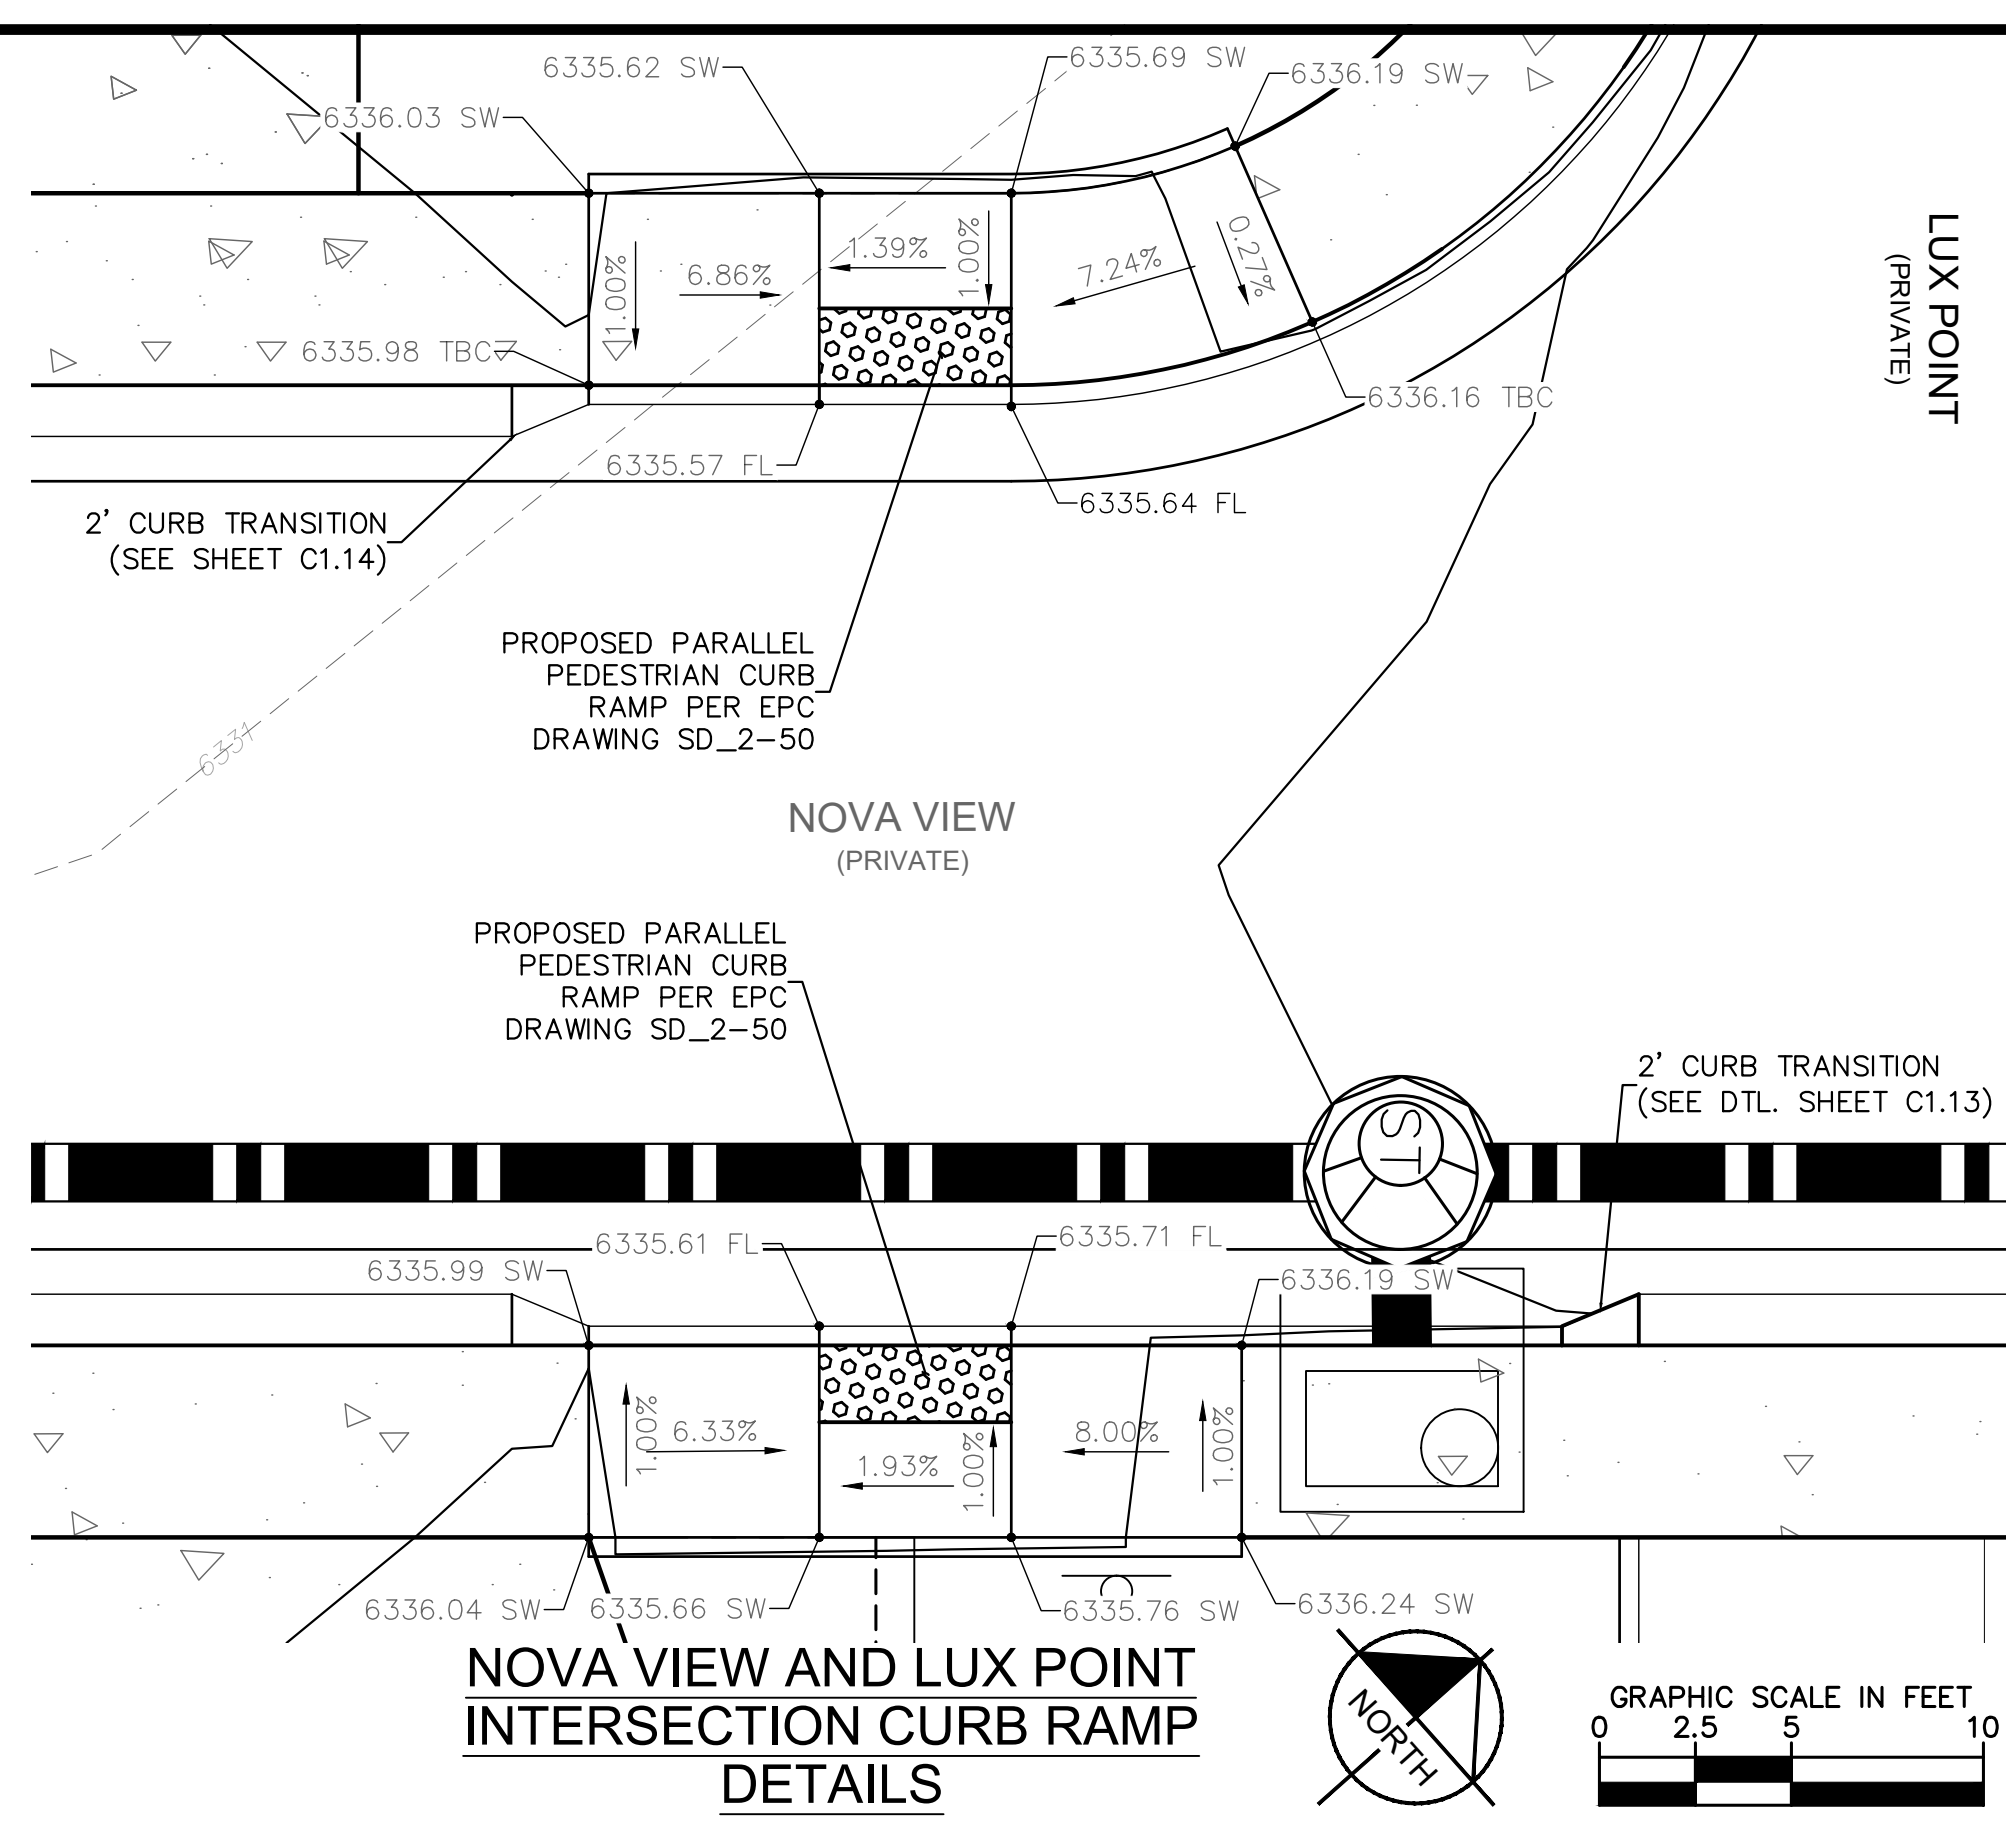 6335.62 SW
6335.69 SW
6336.19 SW
6336.03 SW
LUX POINT
(PRIVATE)
1.00%
6.86%
1.39%
1.00%
7.24%
0.27%
6335.98 TBC
6336.16 TBC
6335.57 FL
6335.64 FL
2' CURB TRANSITION
(SEE SHEET C1.14)
PROPOSED PARALLEL
PEDESTRIAN CURB
RAMP PER EPC
DRAWING SD_2-50
NOVA VIEW
(PRIVATE)
PROPOSED PARALLEL
PEDESTRIAN CURB
RAMP PER EPC
DRAWING SD_2-50
2' CURB TRANSITION
(SEE DTL. SHEET C1.13)
ST
6335.61 FL
6335.71 FL
6335.99 SW
6336.19 SW
1.00%
6.33%
1.93%
1.00%
8.00%
1.00%
6336.04 SW
6335.66 SW
6335.76 SW
6336.24 SW
NOVA VIEW AND LUX POINT
INTERSECTION CURB RAMP
DETAILS
NORTH
GRAPHIC SCALE IN FEET
0 2.5 5 10